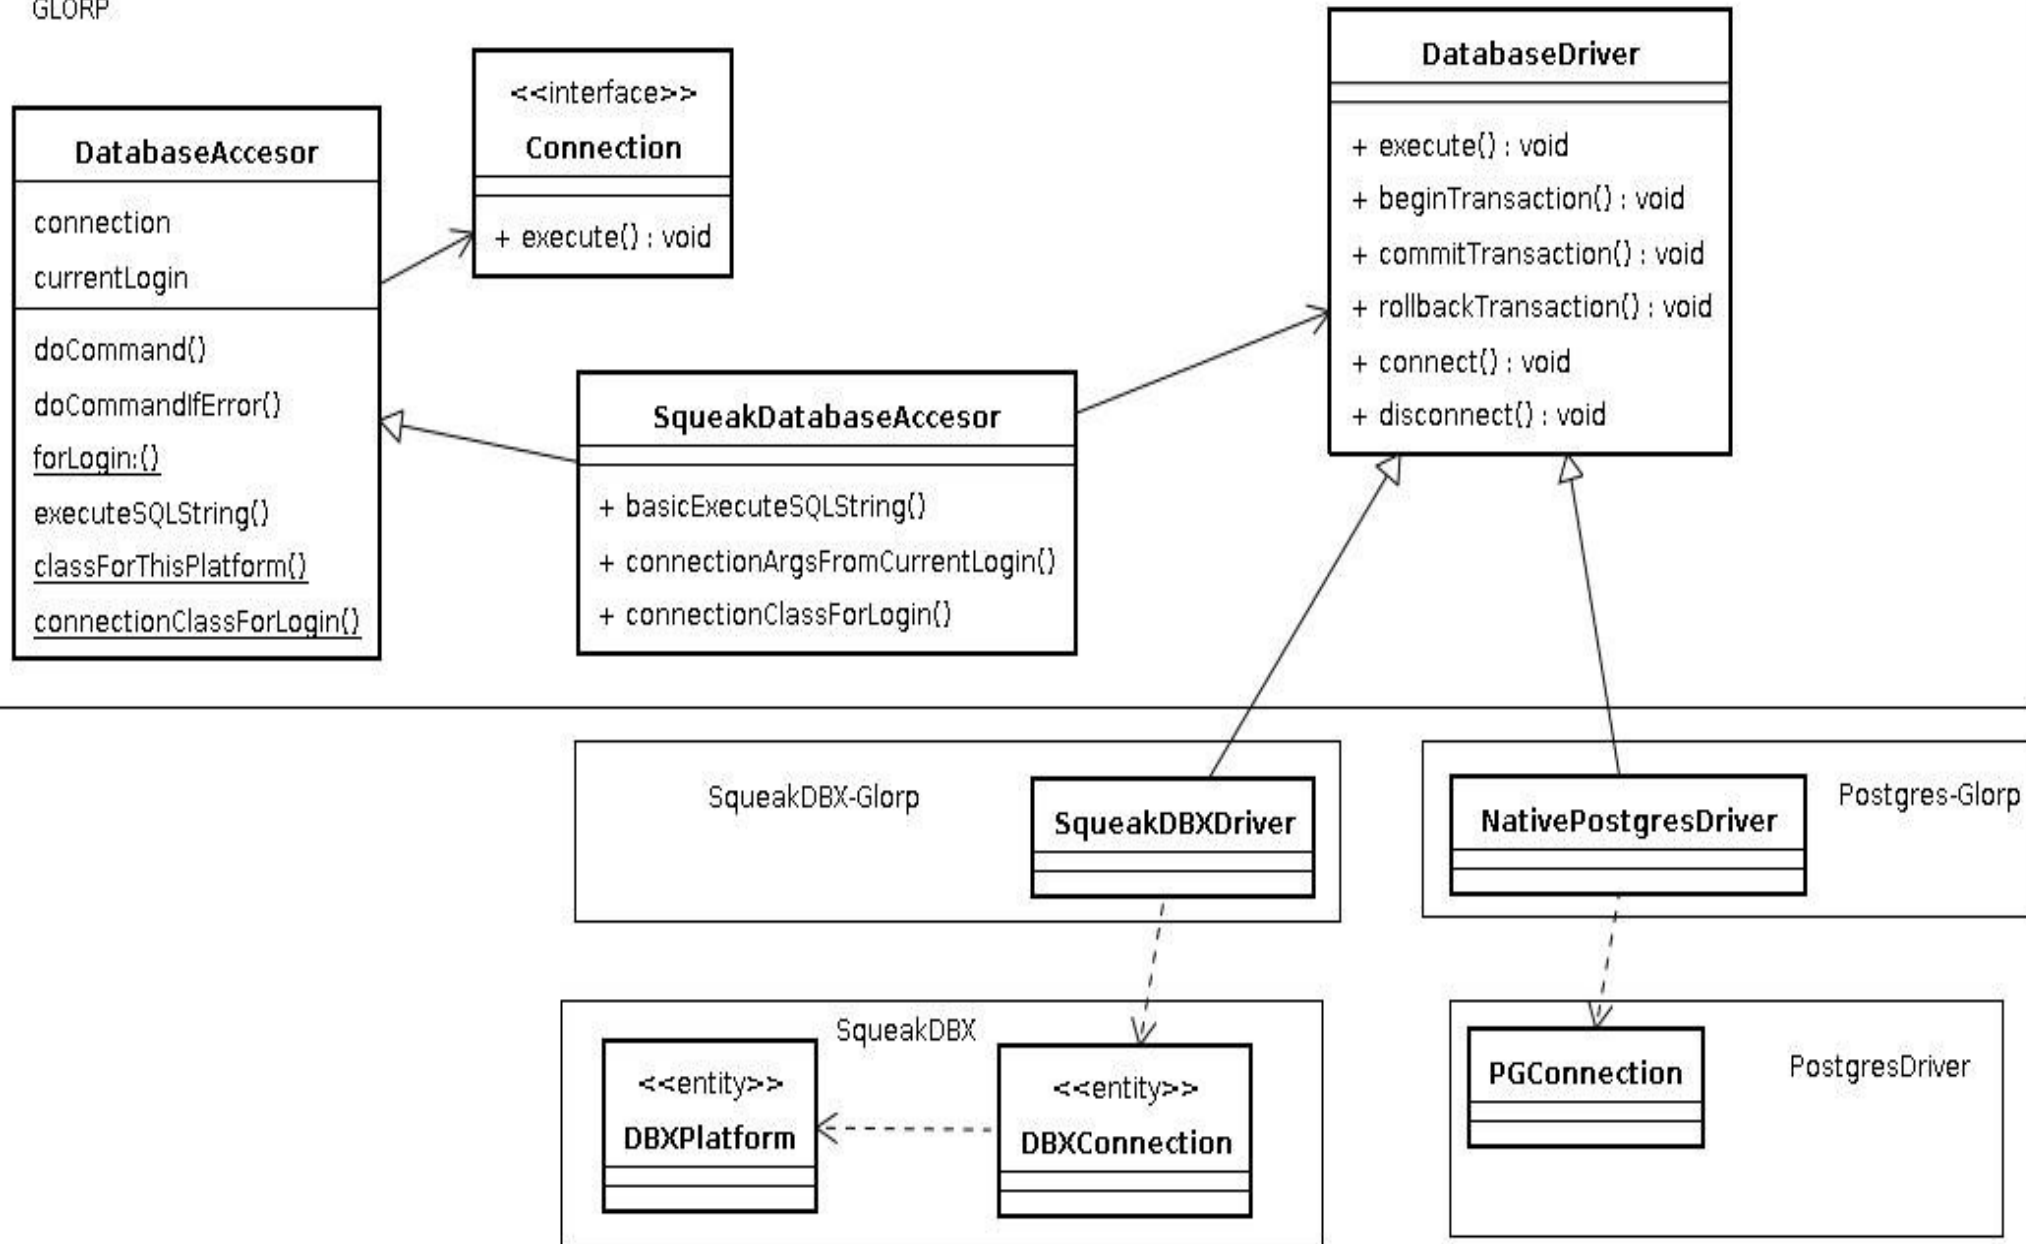 GLORP
DatabaseAccesor
connection
currentLogin
doCommand()
doCommandIfError()
forLogin:()
executeSQLString()
classForThisPlatform()
connectionClassForLogin()
<<interface>>
Connection
+ execute() : void
SqueakDatabaseAccesor
+ basicExecuteSQLString()
+ connectionArgsFromCurrentLogin()
+ connectionClassForLogin()
DatabaseDriver
+ execute() : void
+ beginTransaction() : void
+ commitTransaction() : void
+ rollbackTransaction() : void
+ connect() : void
+ disconnect() : void
SqueakDBX-Glorp
SqueakDBXDriver
NativePostgresDriver
Postgres-Glorp
SqueakDBX
<<entity>>
DBXPlatform
<<entity>>
DBXConnection
PGConnection
PostgresDriver